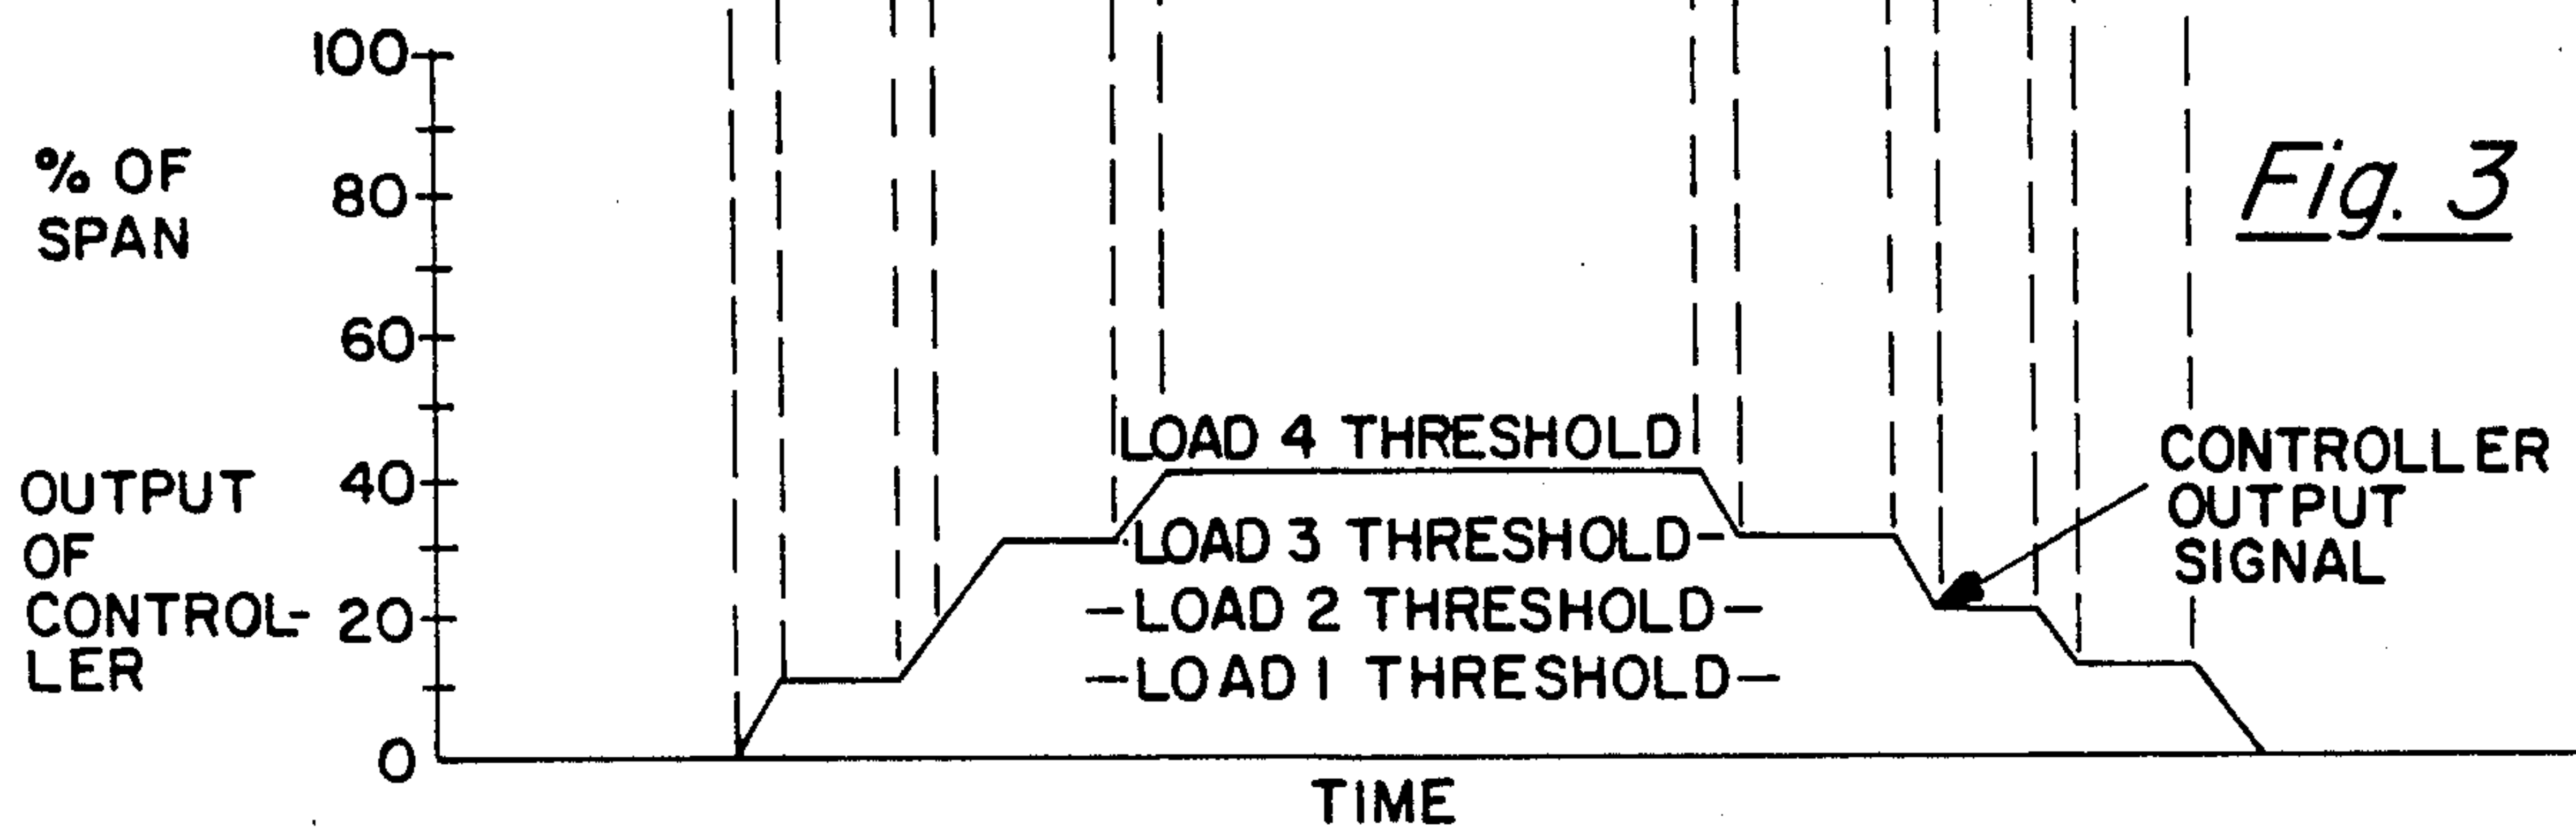 100
80
60
40
20
0
% OF
SPAN
OUTPUT
OF
CONTROL-
LER
Fig. 3
LOAD 4 THRESHOLD
LOAD 3 THRESHOLD
LOAD 2 THRESHOLD
LOAD 1 THRESHOLD
CONTROLLER
OUTPUT
SIGNAL
TIME